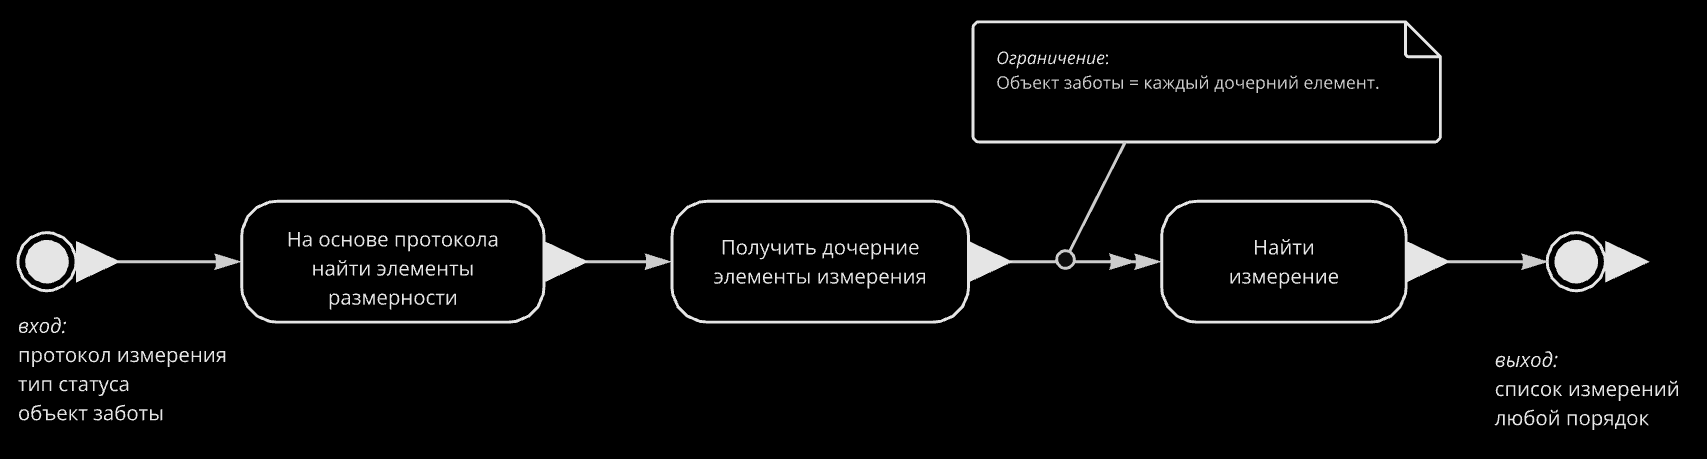 Ограничение:
Объект заботы = каждый дочерний елемент.
На основе протокола
найти элементы
размерности
Получить дочерние
элементы измерения
Найти
измерение
вход:
протокол измерения
тип статуса
объект заботы
выход:
список измерений
любой порядок